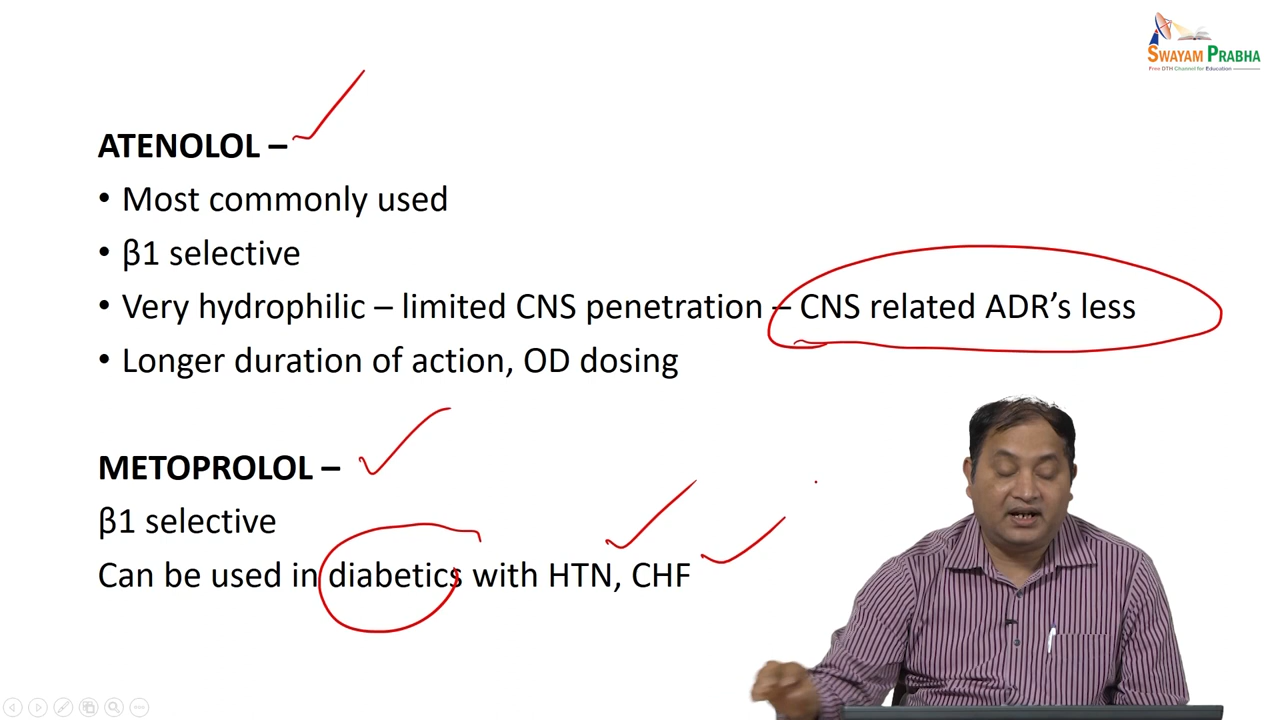 SWAYAM PRABHA
Free DTH Channel for Education
ATENOLOL –
• Most commonly used
• β1 selective
• Very hydrophilic – limited CNS penetration – CNS related ADR’s less
• Longer duration of action, OD dosing
METOPROLOL –
β1 selective
Can be used in diabetics with HTN, CHF